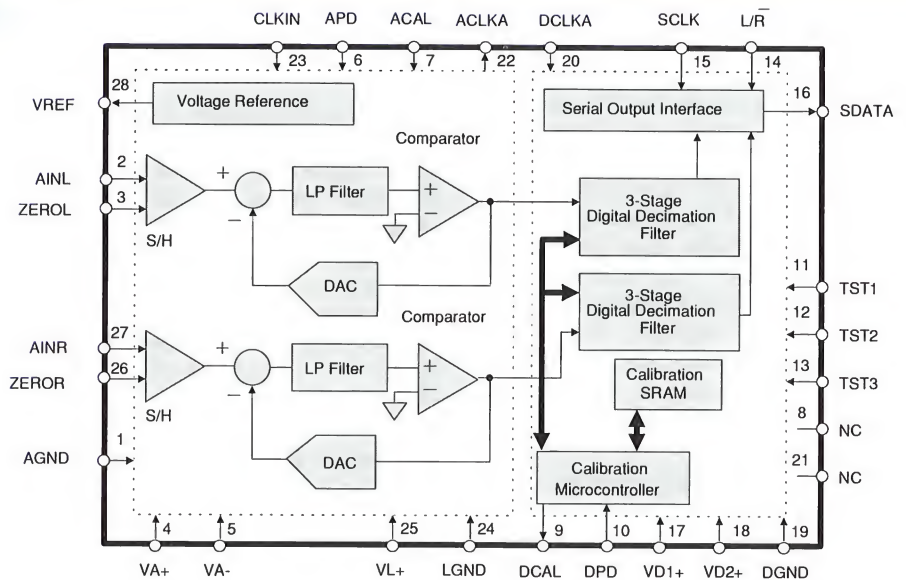 CLKIN APD ACAL ACLKA DCLKA SCLK L/R̅
23 6 7 22 20 15 14
VREF 28 Voltage Reference
Serial Output Interface 16 SDATA
Comparator
AINL 2
ZEROL 3
S/H
+
−
LP Filter
+
−
DAC
3-Stage
Digital Decimation
Filter
11 TST1
12 TST2
13 TST3
3-Stage
Digital Decimation
Filter
Comparator
AINR 27
ZEROR 26
S/H
+
−
LP Filter
+
−
DAC
Calibration
SRAM
8 NC
21 NC
AGND 1
Calibration
Microcontroller
4 5 25 24 9 10 17 18 19
VA+ VA- VL+ LGND DCAL DPD VD1+ VD2+ DGND